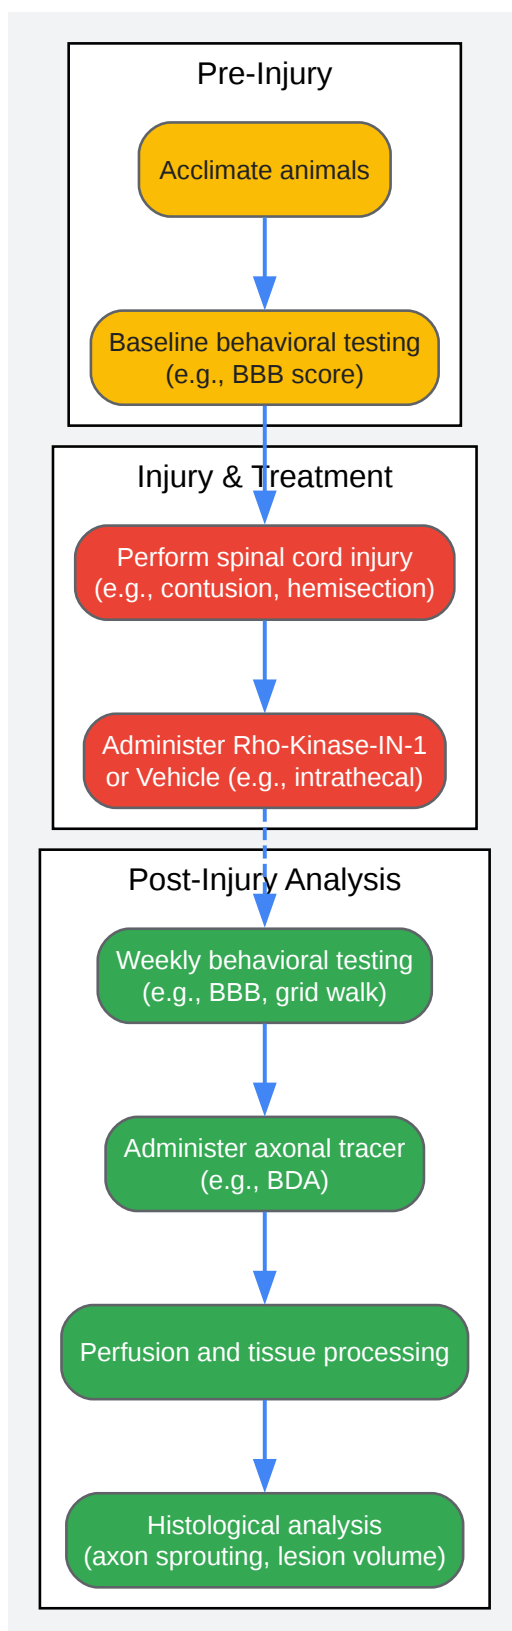 Pre-Injury
Acclimate animals
Baseline behavioral testing
(e.g., BBB score)
Injury & Treatment
Perform spinal cord injury
(e.g., contusion, hemisection)
Administer Rho-Kinase-IN-1
or Vehicle (e.g., intrathecal)
Post-Injury Analysis
Weekly behavioral testing
(e.g., BBB, grid walk)
Administer axonal tracer
(e.g., BDA)
Perfusion and tissue processing
Histological analysis
(axon sprouting, lesion volume)